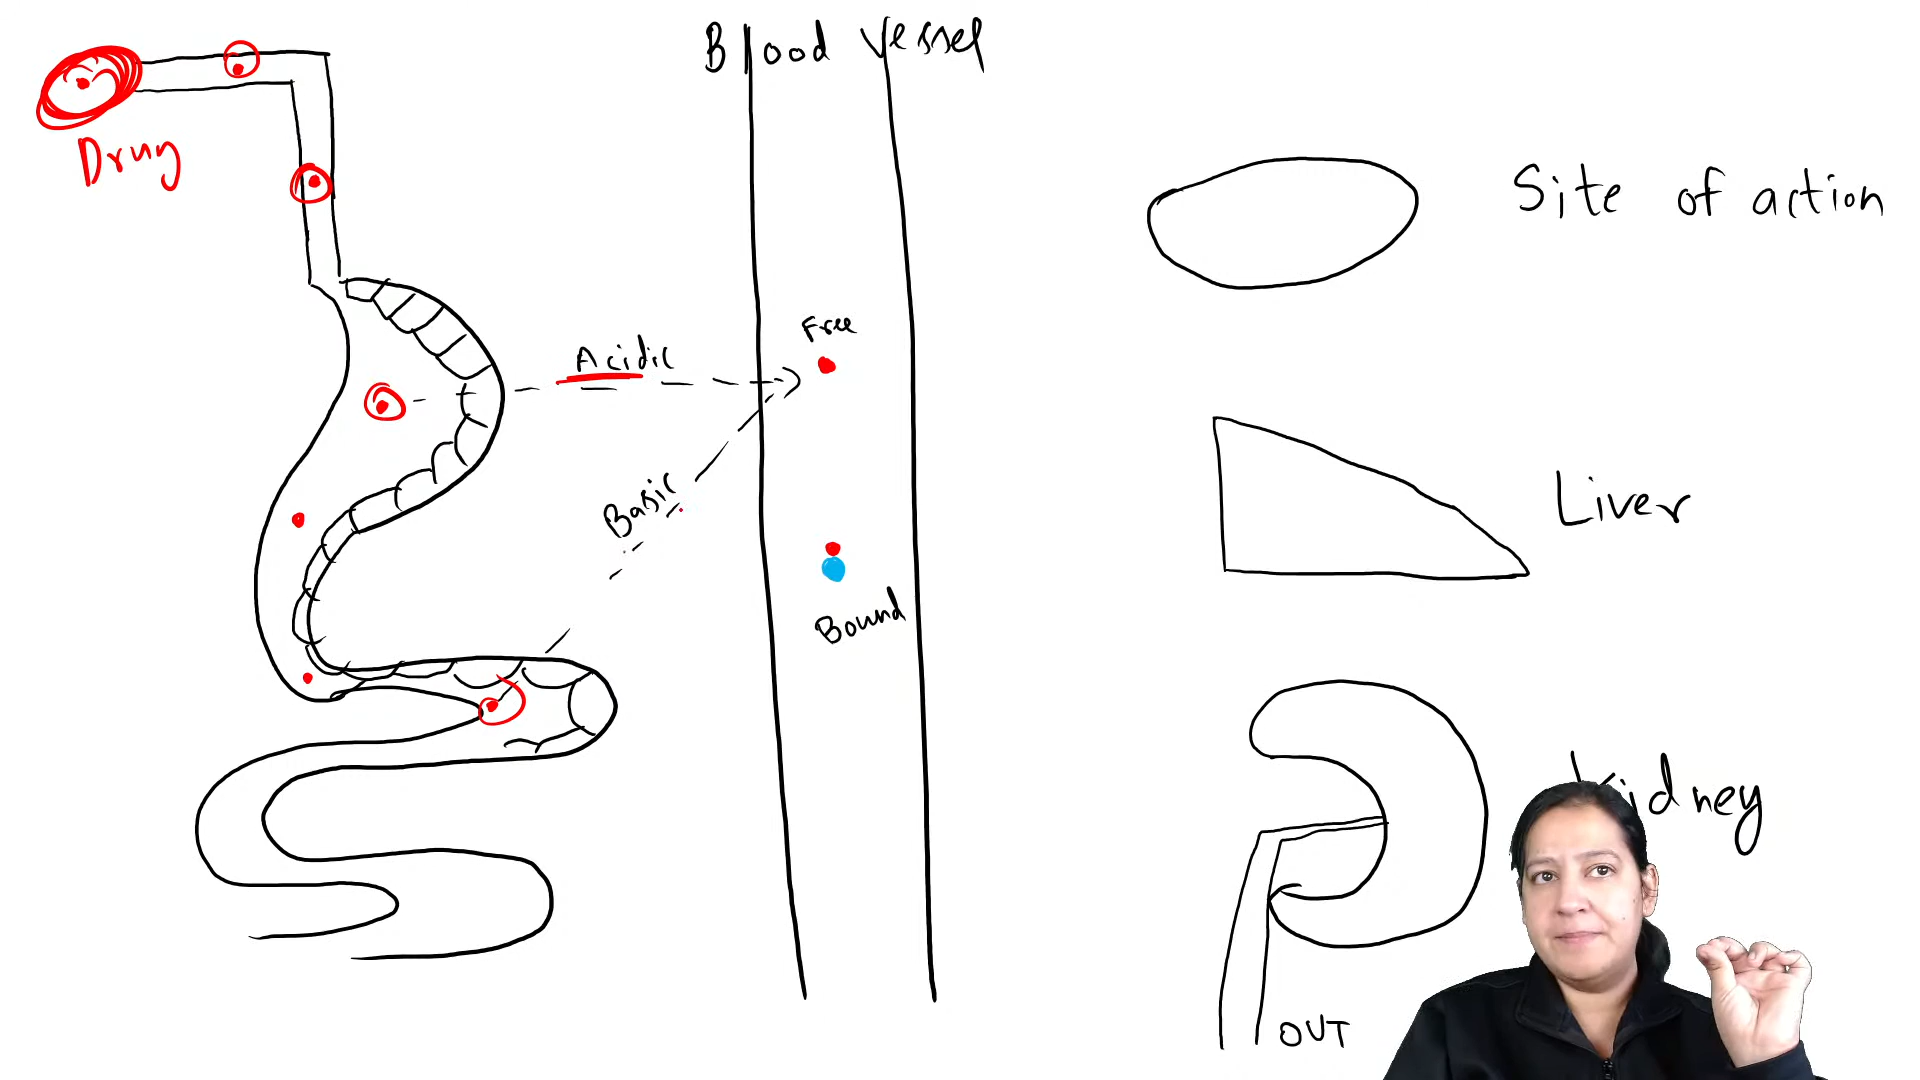 Blood Vessel
Drug
Site of action
Free
Acidic
Basic
Liver
Bound
Kidney
OUT